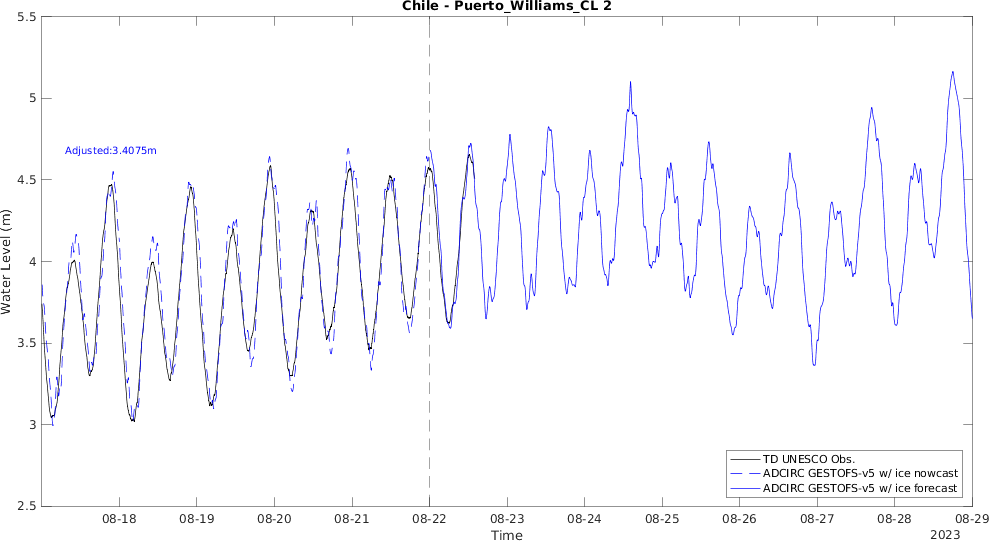 Chile - Puerto_Williams_CL 2
5.5
5
4.5
4
3.5
3
2.5
Water Level (m)
Adjusted:3.4075m
TD UNESCO Obs.
ADCIRC GESTOFS-v5 w/ ice nowcast
ADCIRC GESTOFS-v5 w/ ice forecast
08-18 08-19 08-20 08-21 08-22 08-23 08-24 08-25 08-26 08-27 08-28 08-29
Time
2023